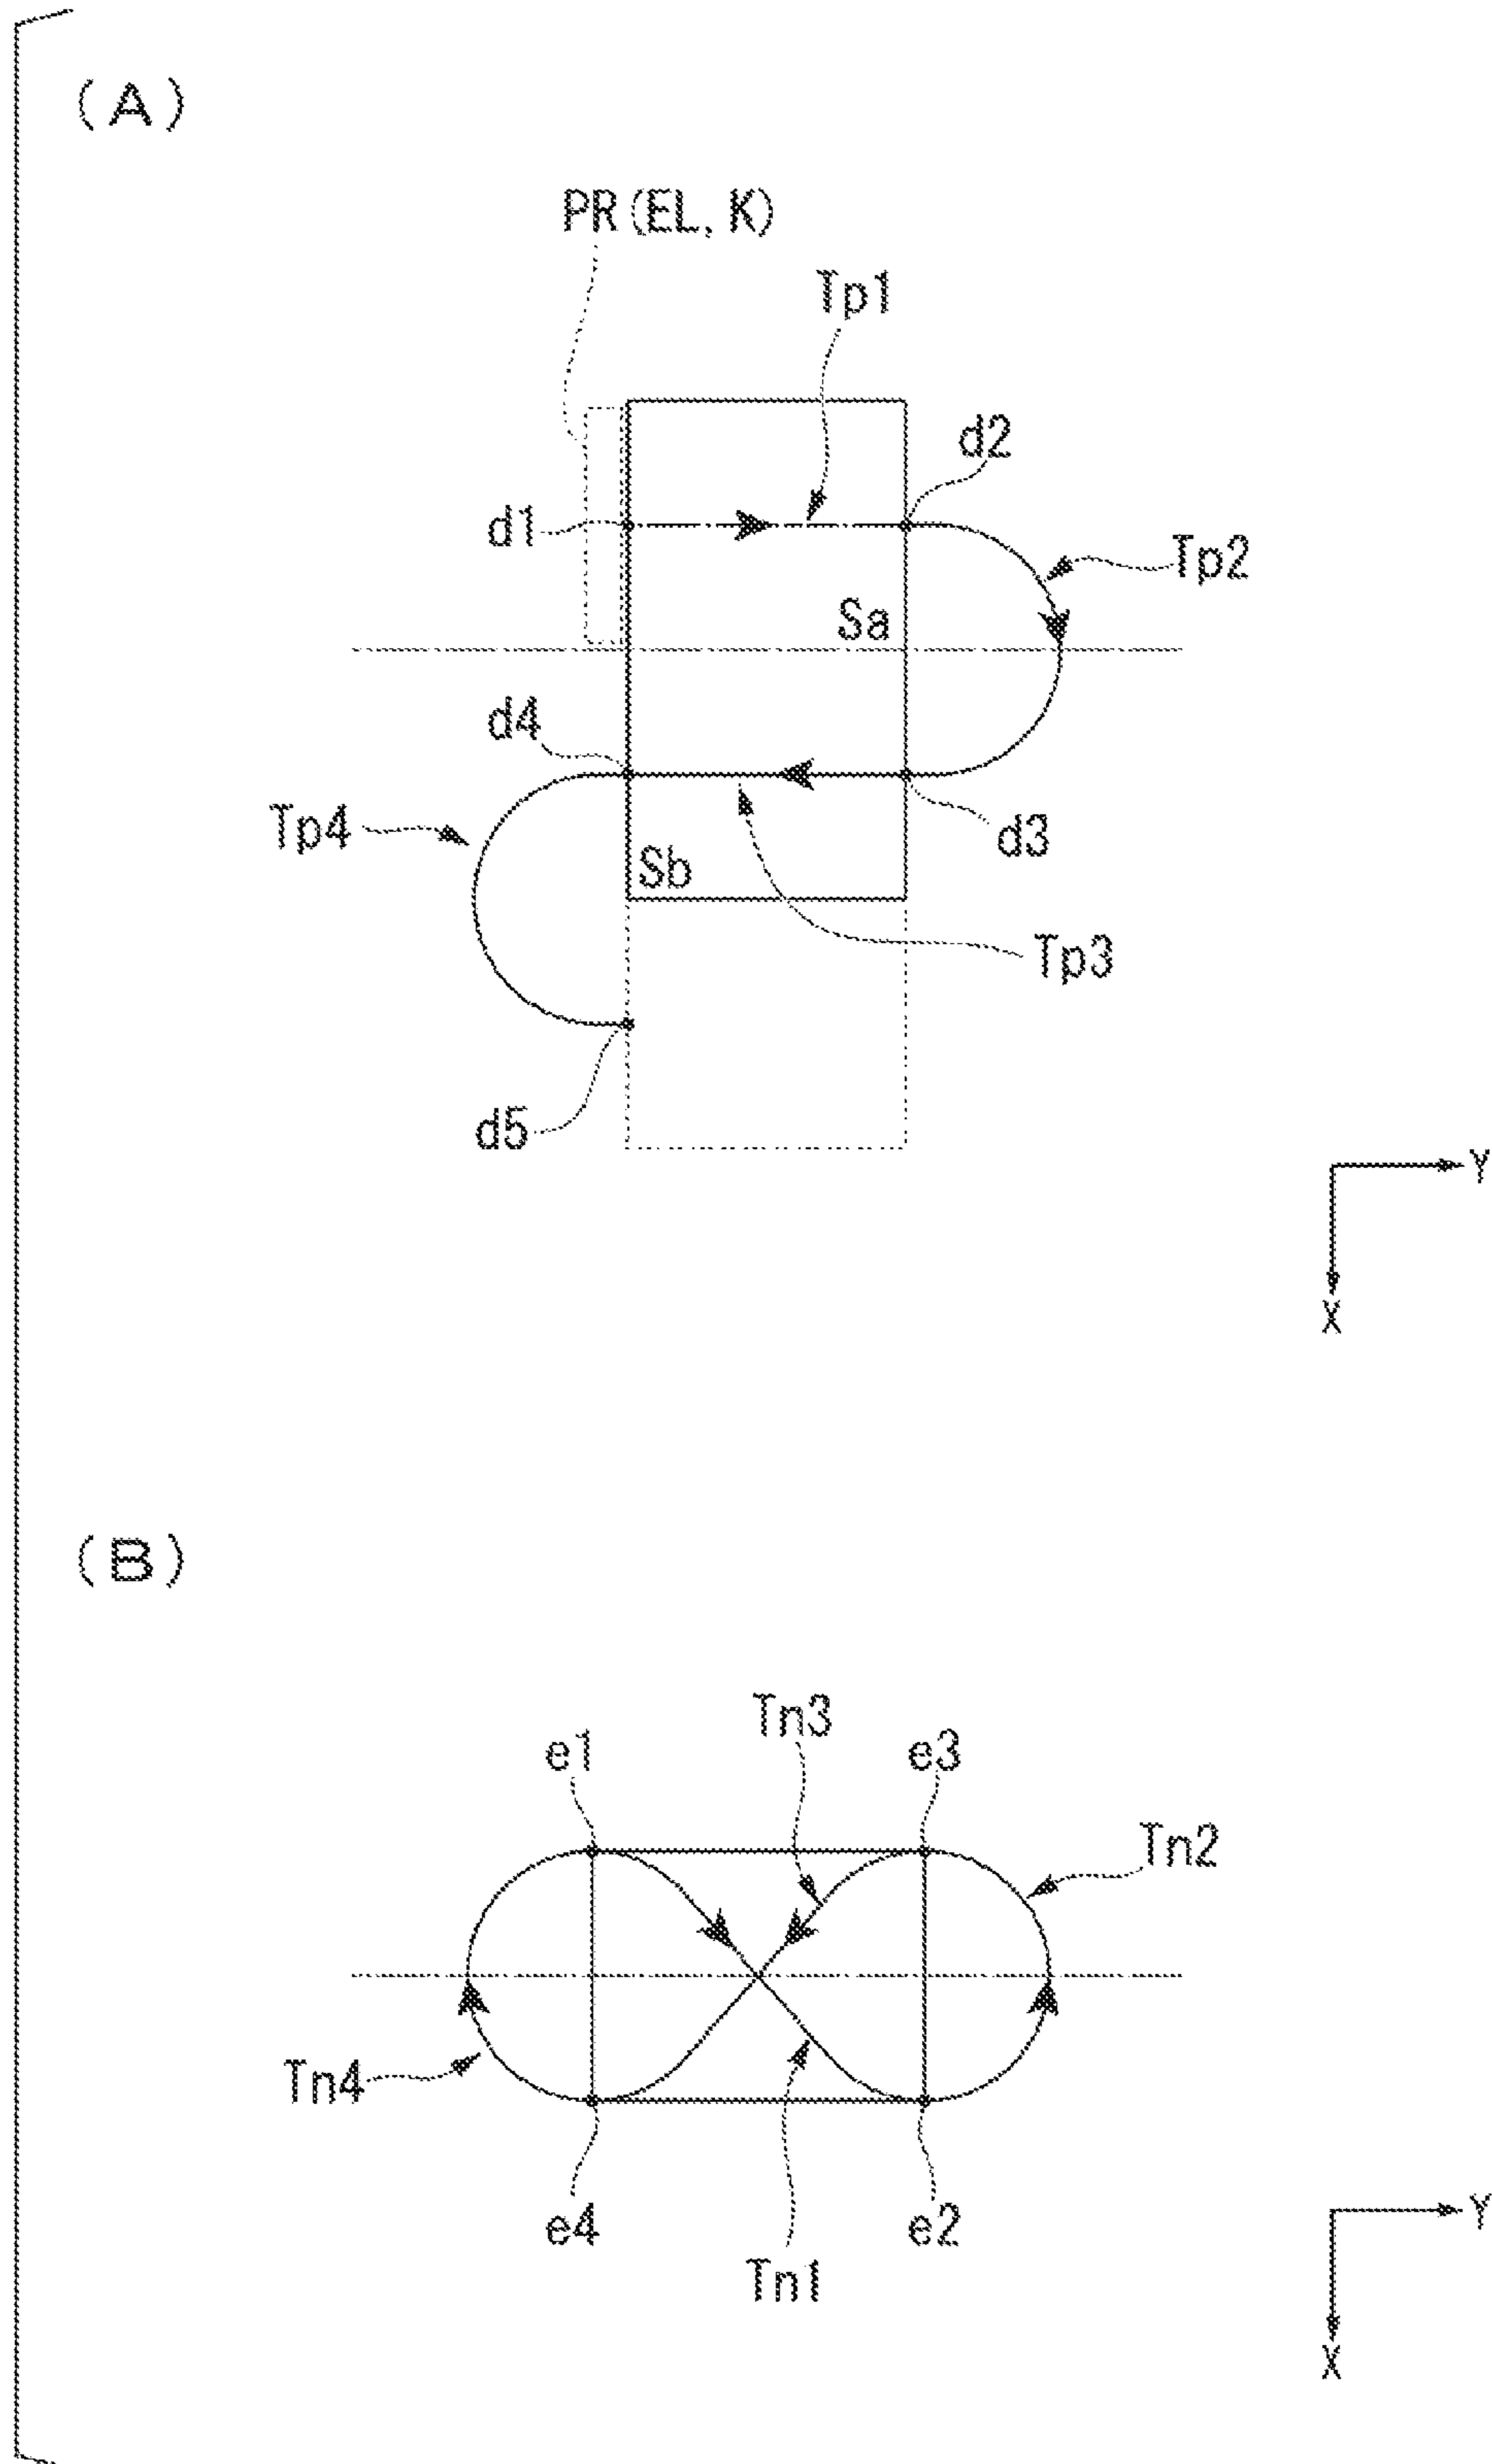 (A)
PR(EL, K)
Tp1
d2
d1
Tp2
Sa
d4
Tp4
d3
Sb
Tp3
d5
Y
X
(B)
Tn3
e1
e3
Tn2
Tn4
e4
e2
Tn1
Y
X